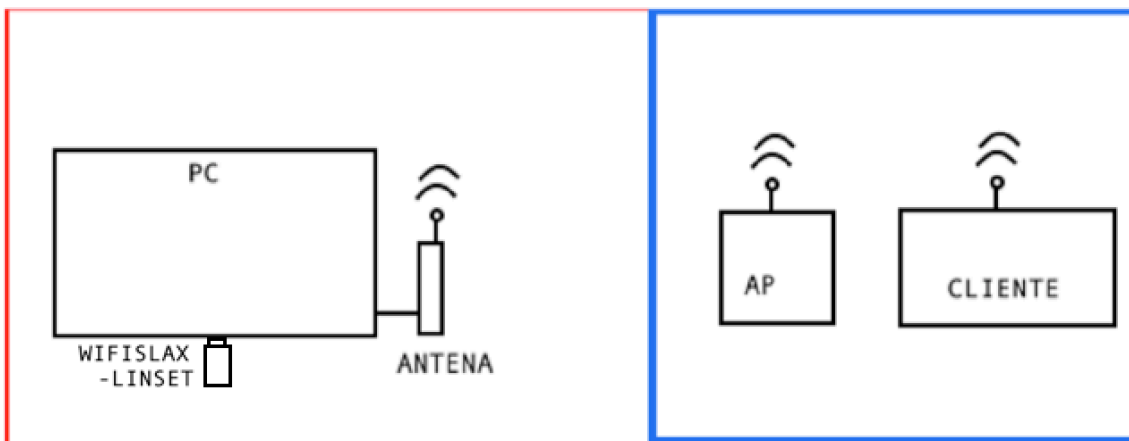 PC
WIFISLAX
-LINSET
ANTENA
AP
CLIENTE